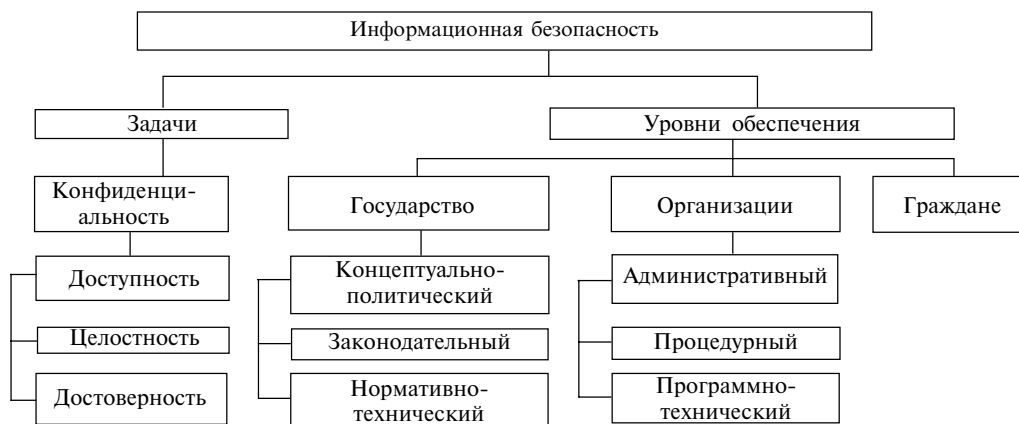 Информационная безопасность
Задачи
Уровни обеспечения
Конфиденци-
альность
Государство
Организации
Граждане
Доступность
Концептуально-
политический
Административный
Целостность
Законодательный
Процедурный
Достоверность
Нормативно-
технический
Программно-
технический